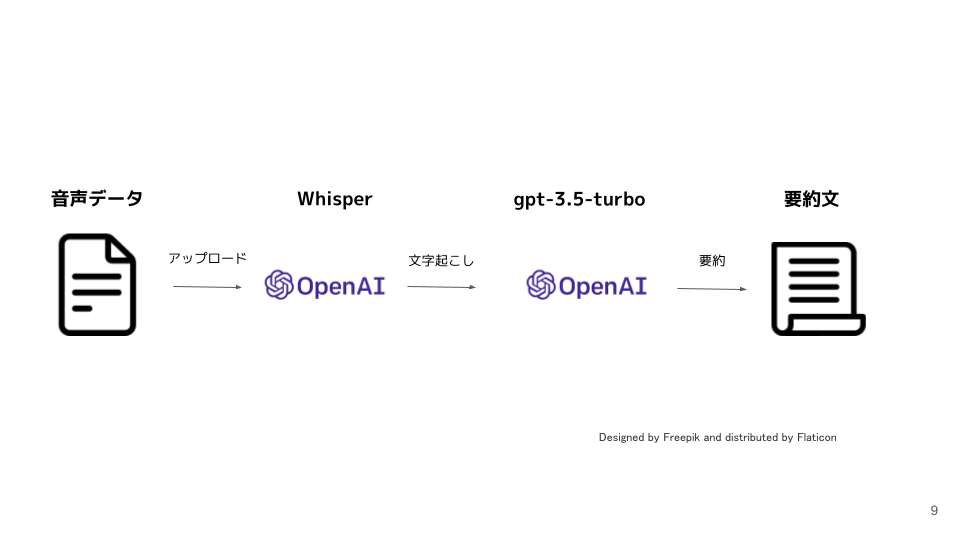 音声データ
Whisper
gpt-3.5-turbo
要約文
アップロード
文字起こし
要約
OpenAI
OpenAI
Designed by Freepik and distributed by Flaticon
9